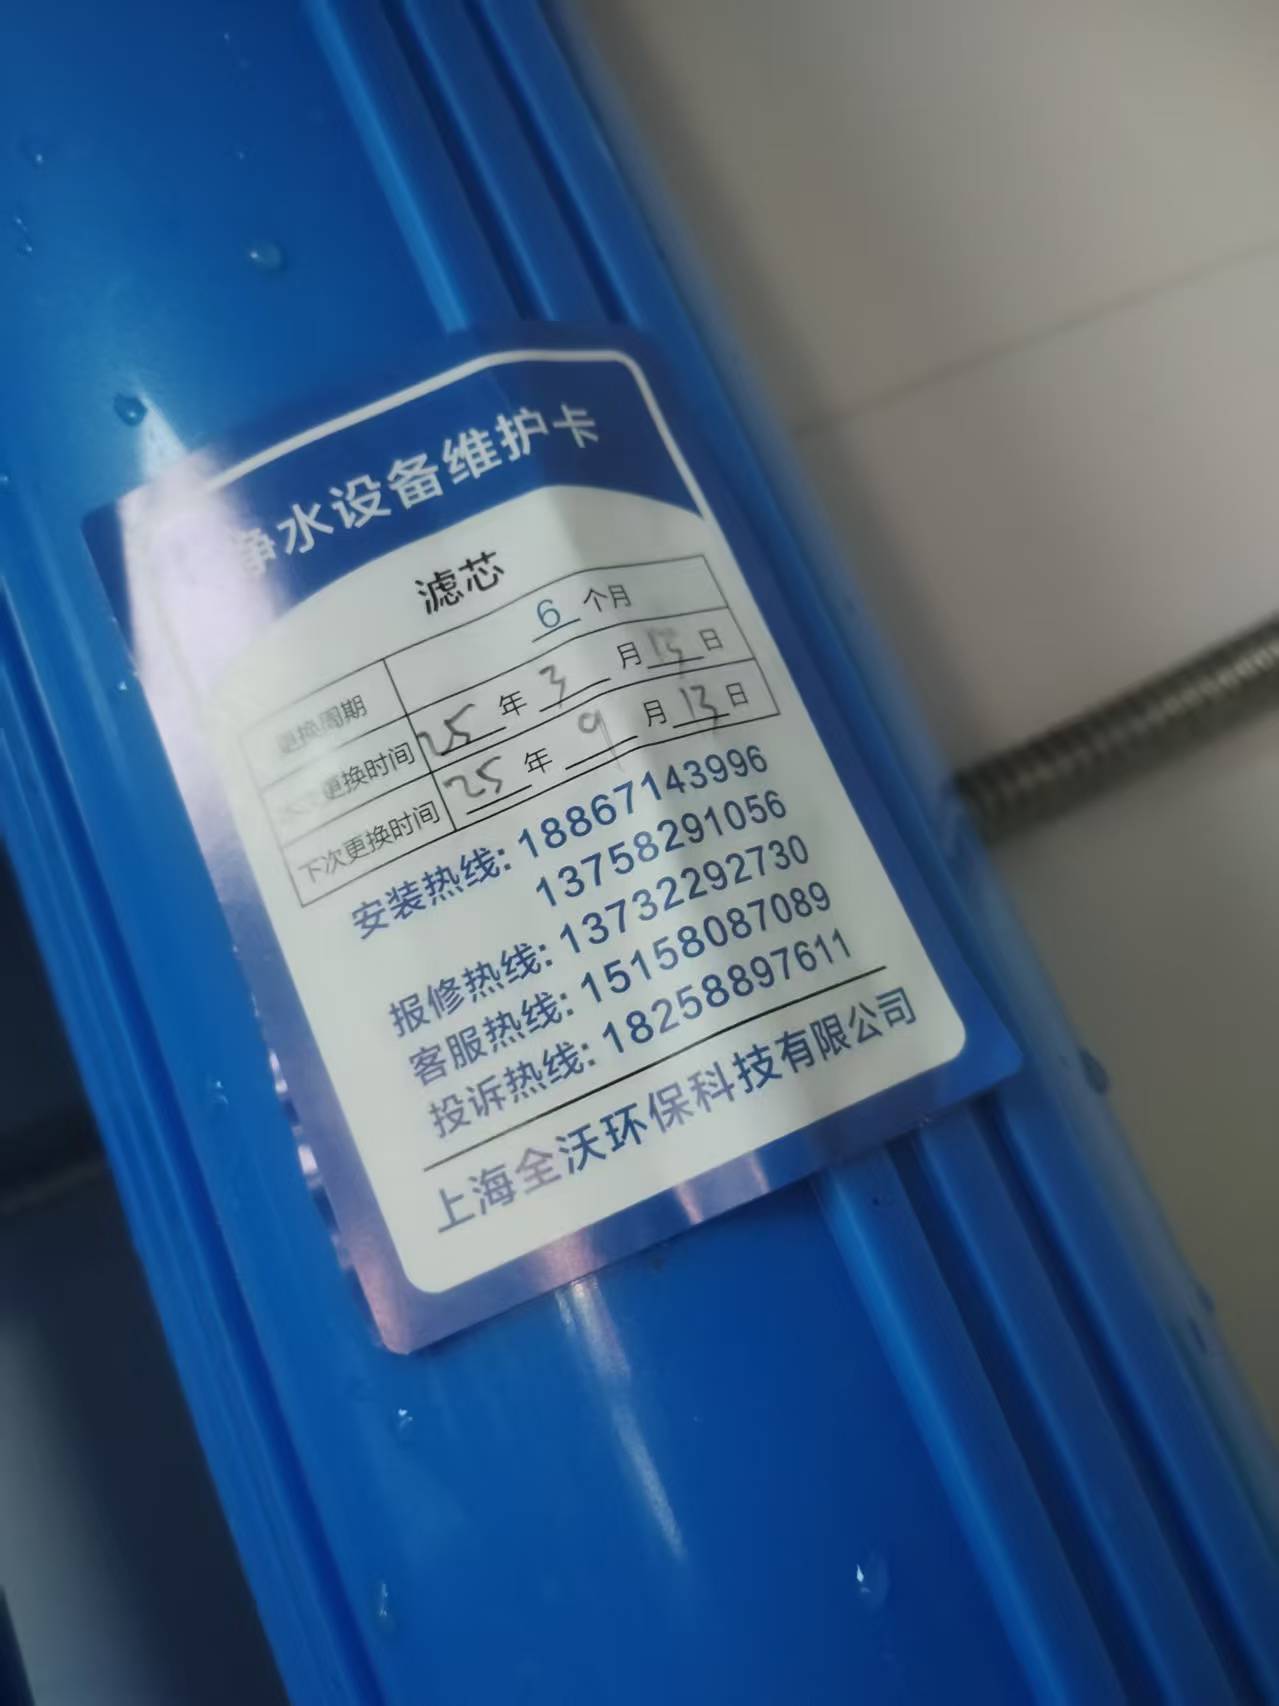 净水设备维护卡
滤芯
更换周期 6 个月
本次更换时间 25 年 3 月 13 日
下次更换时间 25 年 9 月 13 日
安装热线: 18867143996
13758291056
报修热线: 13732292730
客服热线: 15158087089
投诉热线: 18258897611
上海全沃环保科技有限公司